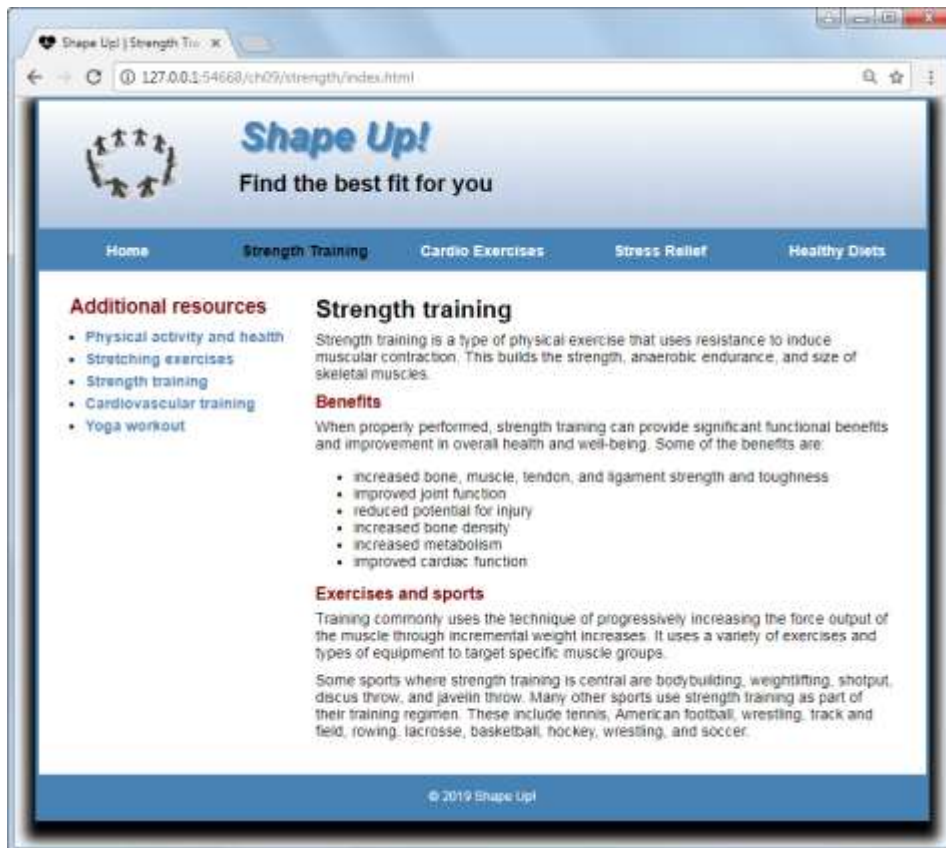 Shape Up! | Strength Tra
127.0.0.1:54668/ch09/strength/index.html
Shape Up!
Find the best fit for you
Home Strength Training Cardio Exercises Stress Relief Healthy Diets
Additional resources
• Physical activity and health
• Stretching exercises
• Strength training
• Cardiovascular training
• Yoga workout
Strength training
Strength training is a type of physical exercise that uses resistance to induce
muscular contraction. This builds the strength, anaerobic endurance, and size of
skeletal muscles.
Benefits
When properly performed, strength training can provide significant functional benefits
and improvement in overall health and well-being. Some of the benefits are:
• increased bone, muscle, tendon, and ligament strength and toughness
• improved joint function
• reduced potential for injury
• increased bone density
• increased metabolism
• improved cardiac function
Exercises and sports
Training commonly uses the technique of progressively increasing the force output of
the muscle through incremental weight increases. It uses a variety of exercises and
types of equipment to target specific muscle groups.
Some sports where strength training is central are bodybuilding, weightlifting, shotput,
discus throw, and javelin throw. Many other sports use strength training as part of
their training regimen. These include tennis, American football, wrestling, track and
field, rowing, lacrosse, basketball, hockey, wrestling, and soccer.
© 2019 Shape Up!